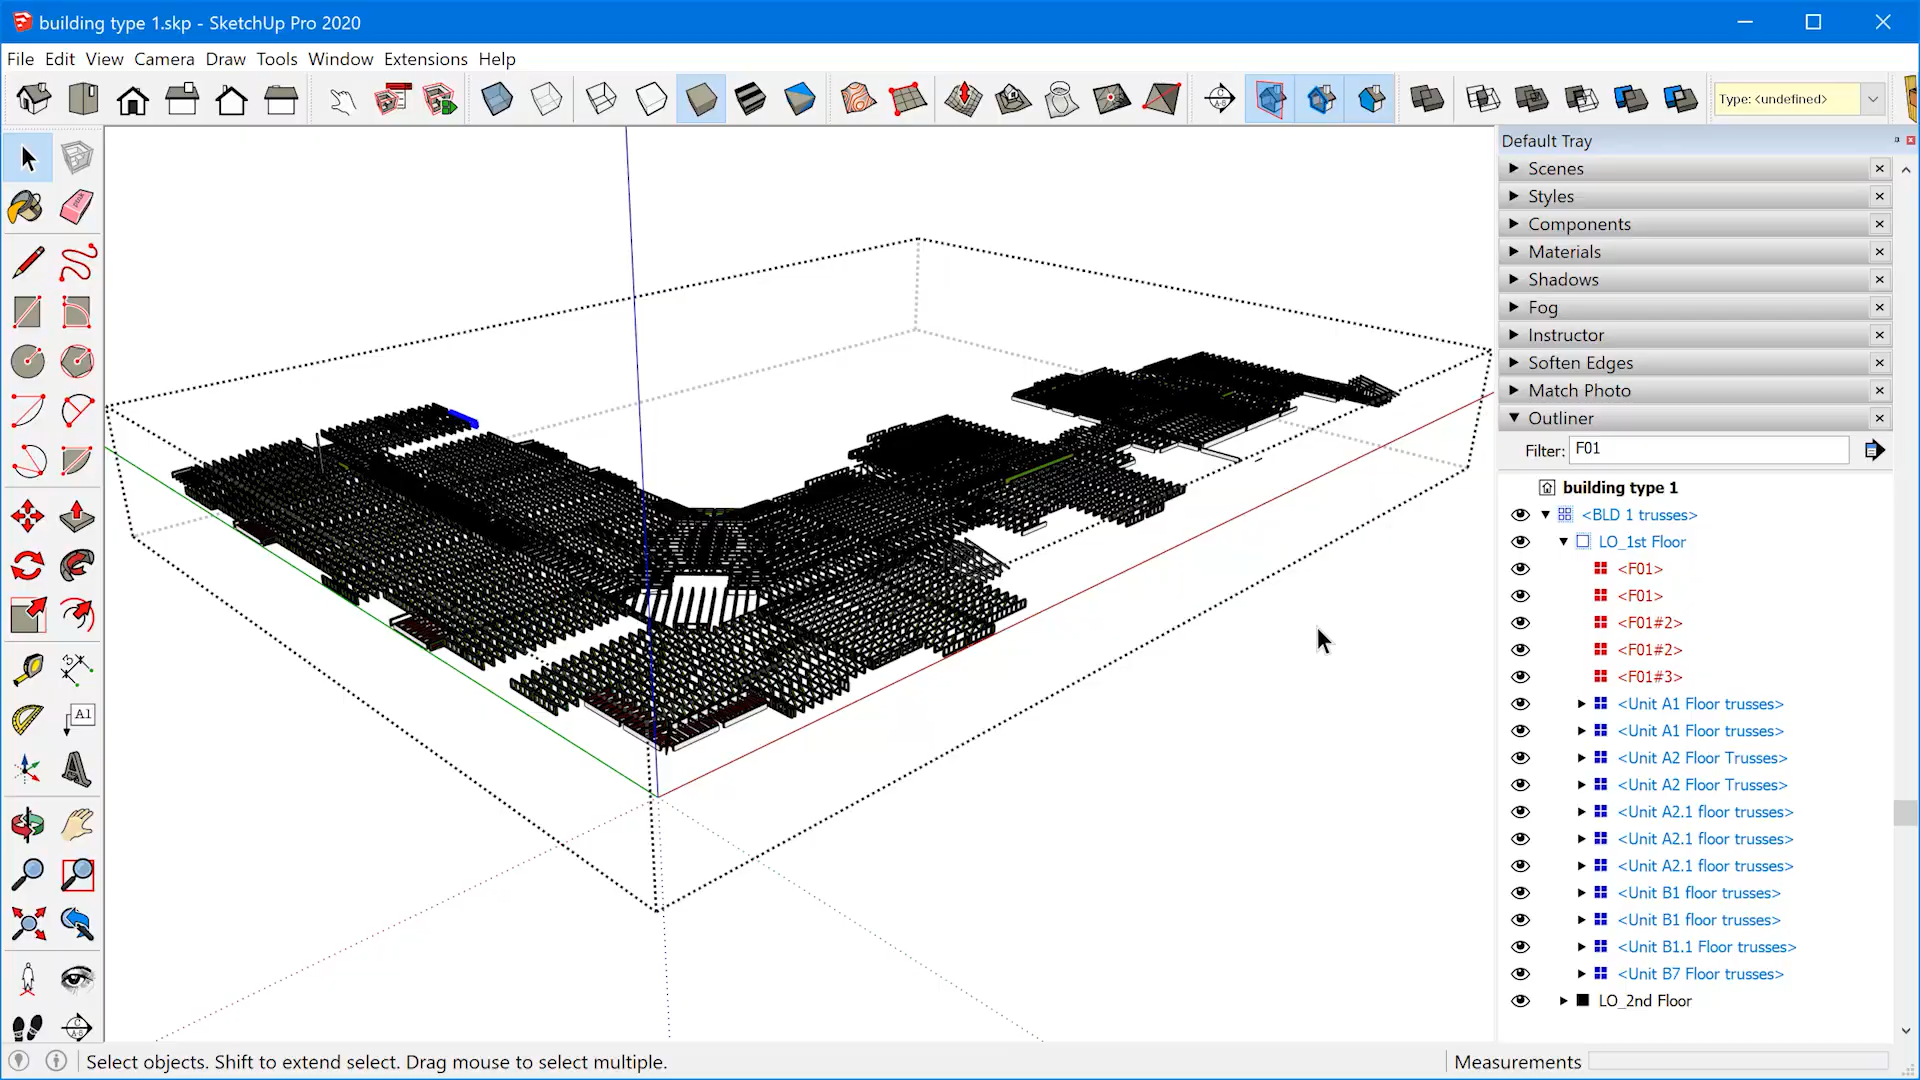 building type 1.skp - SketchUp Pro 2020
File Edit View Camera Draw Tools Window Extensions Help
Type: <undefined>
Default Tray
Scenes
Styles
Components
Materials
Shadows
Fog
Instructor
Soften Edges
Match Photo
Outliner
Filter: F01
building type 1
<BLD 1 trusses>
LO_1st Floor
<F01>
<F01>
<F01#2>
<F01#2>
<F01#3>
<Unit A1 Floor trusses>
<Unit A1 Floor trusses>
<Unit A2 Floor Trusses>
<Unit A2 Floor Trusses>
<Unit A2.1 floor trusses>
<Unit A2.1 floor trusses>
<Unit A2.1 floor trusses>
<Unit B1 floor trusses>
<Unit B1 floor trusses>
<Unit B1.1 Floor trusses>
<Unit B7 Floor trusses>
LO_2nd Floor
A1
Select objects. Shift to extend select. Drag mouse to select multiple.
Measurements